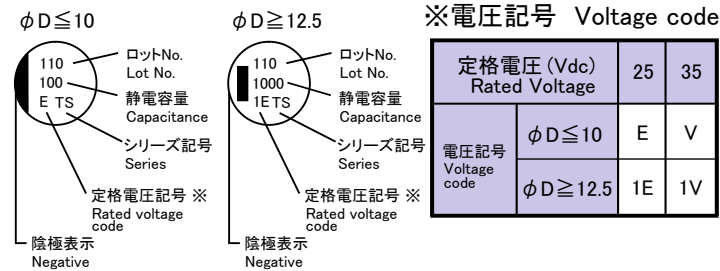 φD≦10
110
100
E TS
ロットNo.
Lot No.
静電容量
Capacitance
シリーズ記号
Series
定格電圧記号 ※
Rated voltage
code
陰極表示
Negative
φD≧12.5
110
1000
1E TS
ロットNo.
Lot No.
静電容量
Capacitance
シリーズ記号
Series
定格電圧記号 ※
Rated voltage
code
陰極表示
Negative
※電圧記号 Voltage code
定格電圧 (Vdc) 25 35
Rated Voltage
電圧記号
Voltage
code
φD≦10 E V
φD≧12.5 1E 1V